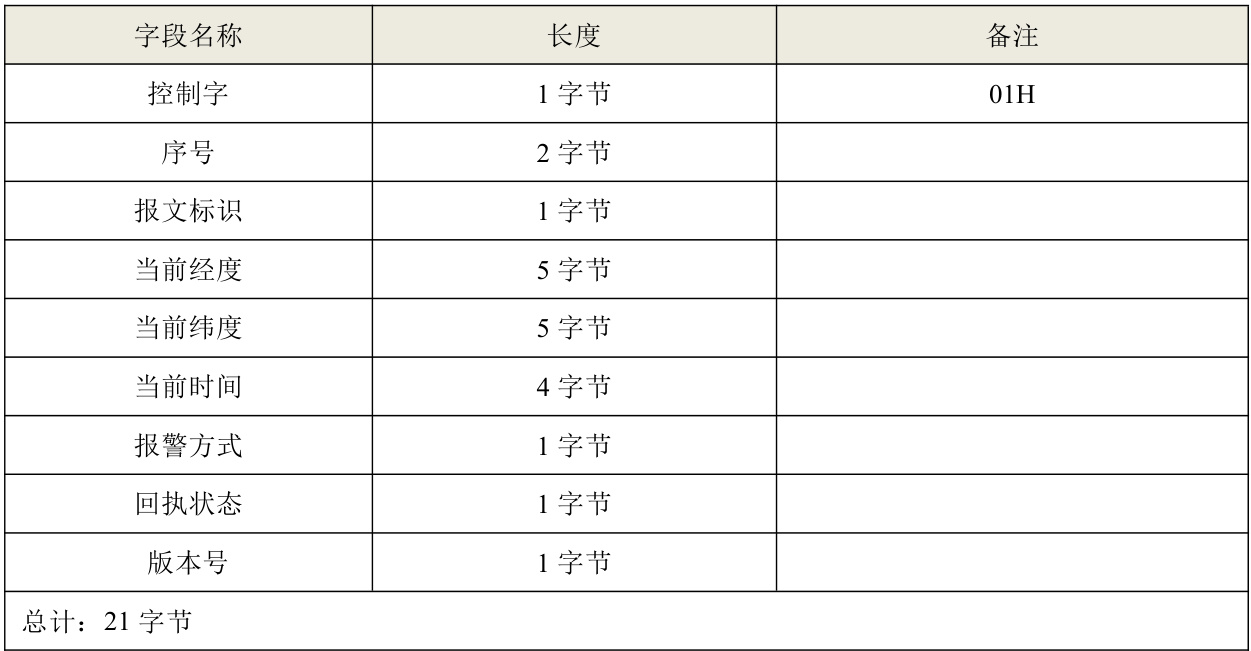 字段名称 长度 备注
控制字 1 字节 01H
序号 2 字节
报文标识 1 字节
当前经度 5 字节
当前纬度 5 字节
当前时间 4 字节
报警方式 1 字节
回执状态 1 字节
版本号 1 字节
总计：21 字节